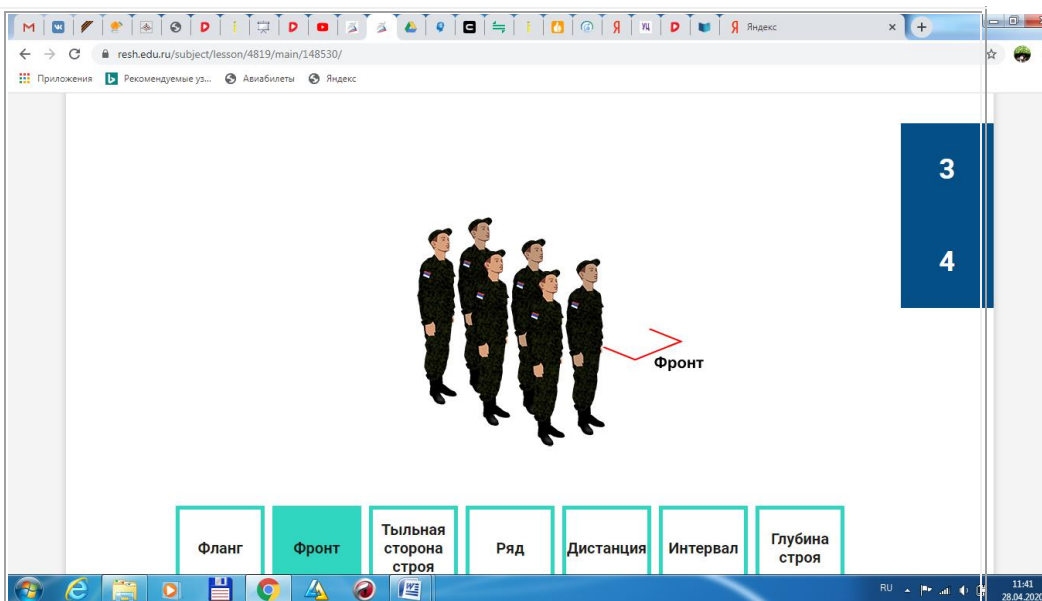 Яндекс
resh.edu.ru/subject/lesson/4819/main/148530/
Приложения
Рекомендуемые уз...
Авиабилеты
Яндекс
3
4
Фронт
Фланг
Фронт
Тыльная
сторона
строя
Ряд
Дистанция
Интервал
Глубина
строя
RU
11:41
28.04.2020